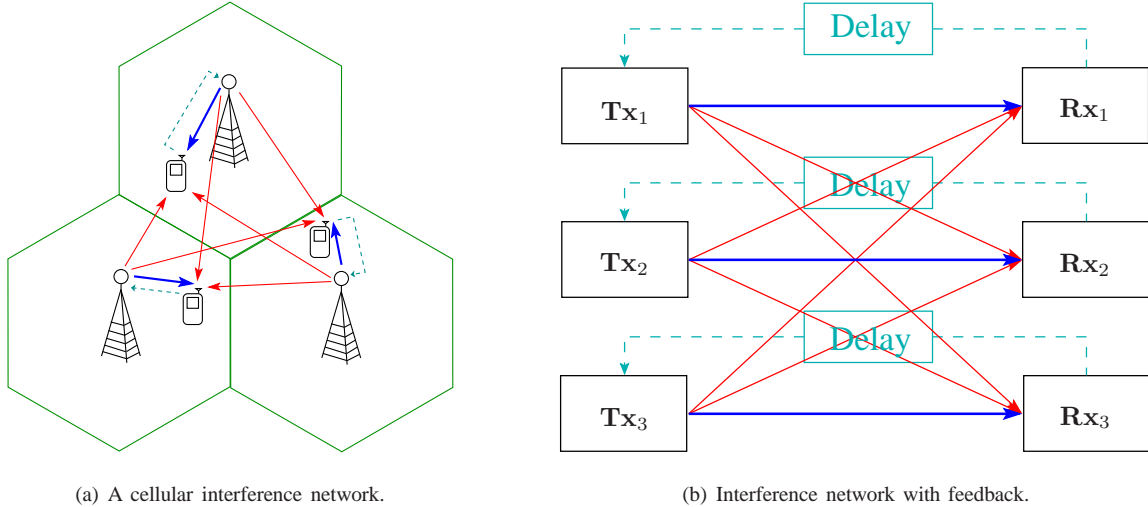 Delay
Tx₁
Rx₁
Delay
Tx₂
Rx₂
Delay
Tx₃
Rx₃
(a) A cellular interference network.
(b) Interference network with feedback.